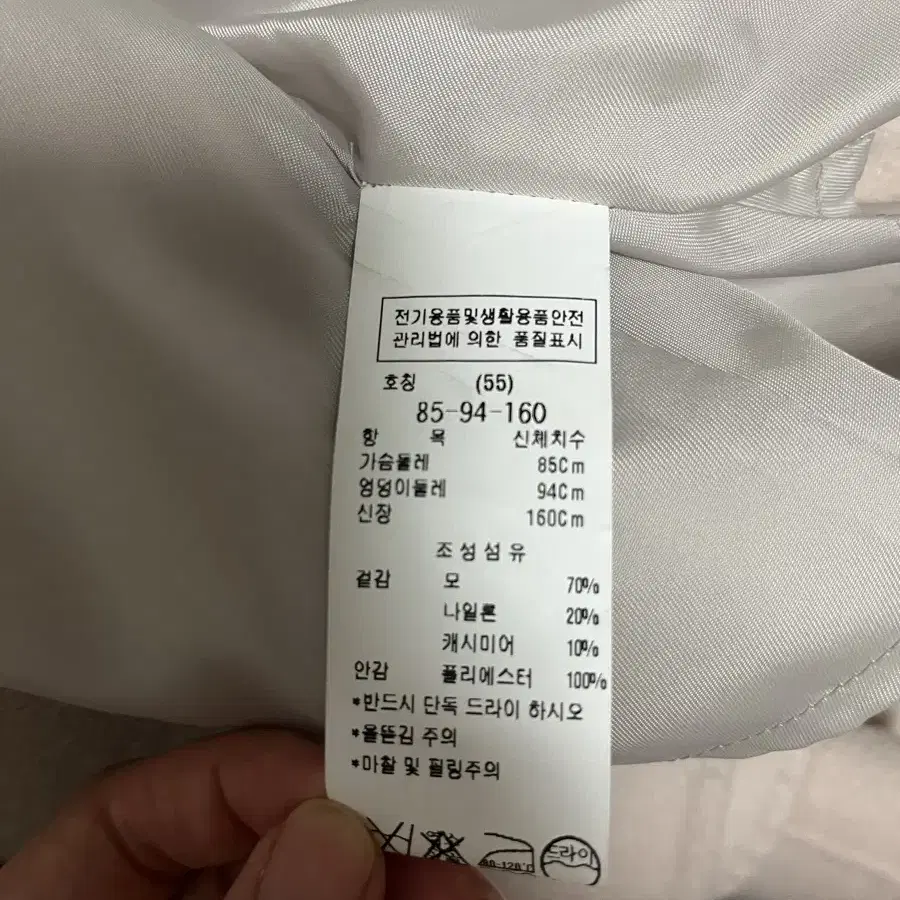 전기용품및생활용품안전
관리법에 의한 품질표시
호칭 (55)
85-94-160
항 목 신체치수
가슴둘레 85Cm
엉덩이둘레 94Cm
신장 160Cm
조성섬유
겉감 모 70%
나일론 20%
캐시미어 10%
안감 폴리에스터 100%
*반드시 단독 드라이 하시오
*올뜯김 주의
*마찰 및 필링주의
드라이